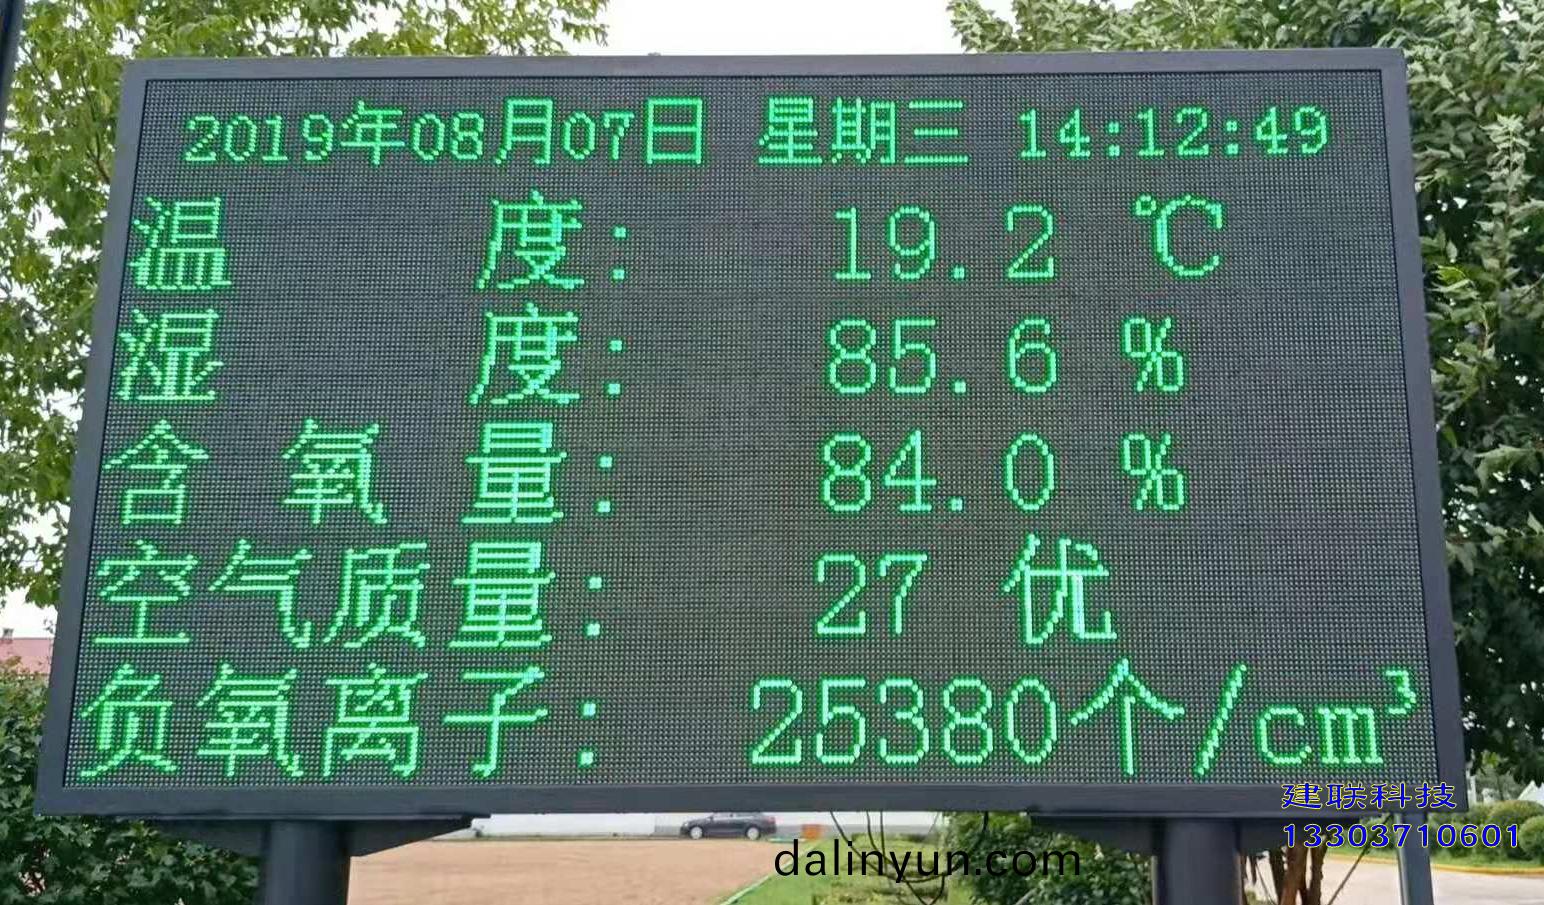 2019年08月07日 星期三 14:12:49
温 度: 19.2 ℃
湿 度: 85.6 %
含 氧 量: 84.0 %
空气质量: 27 优
负氧离子: 25380个/cm³
建联科技
13303710601
dalinyun.com